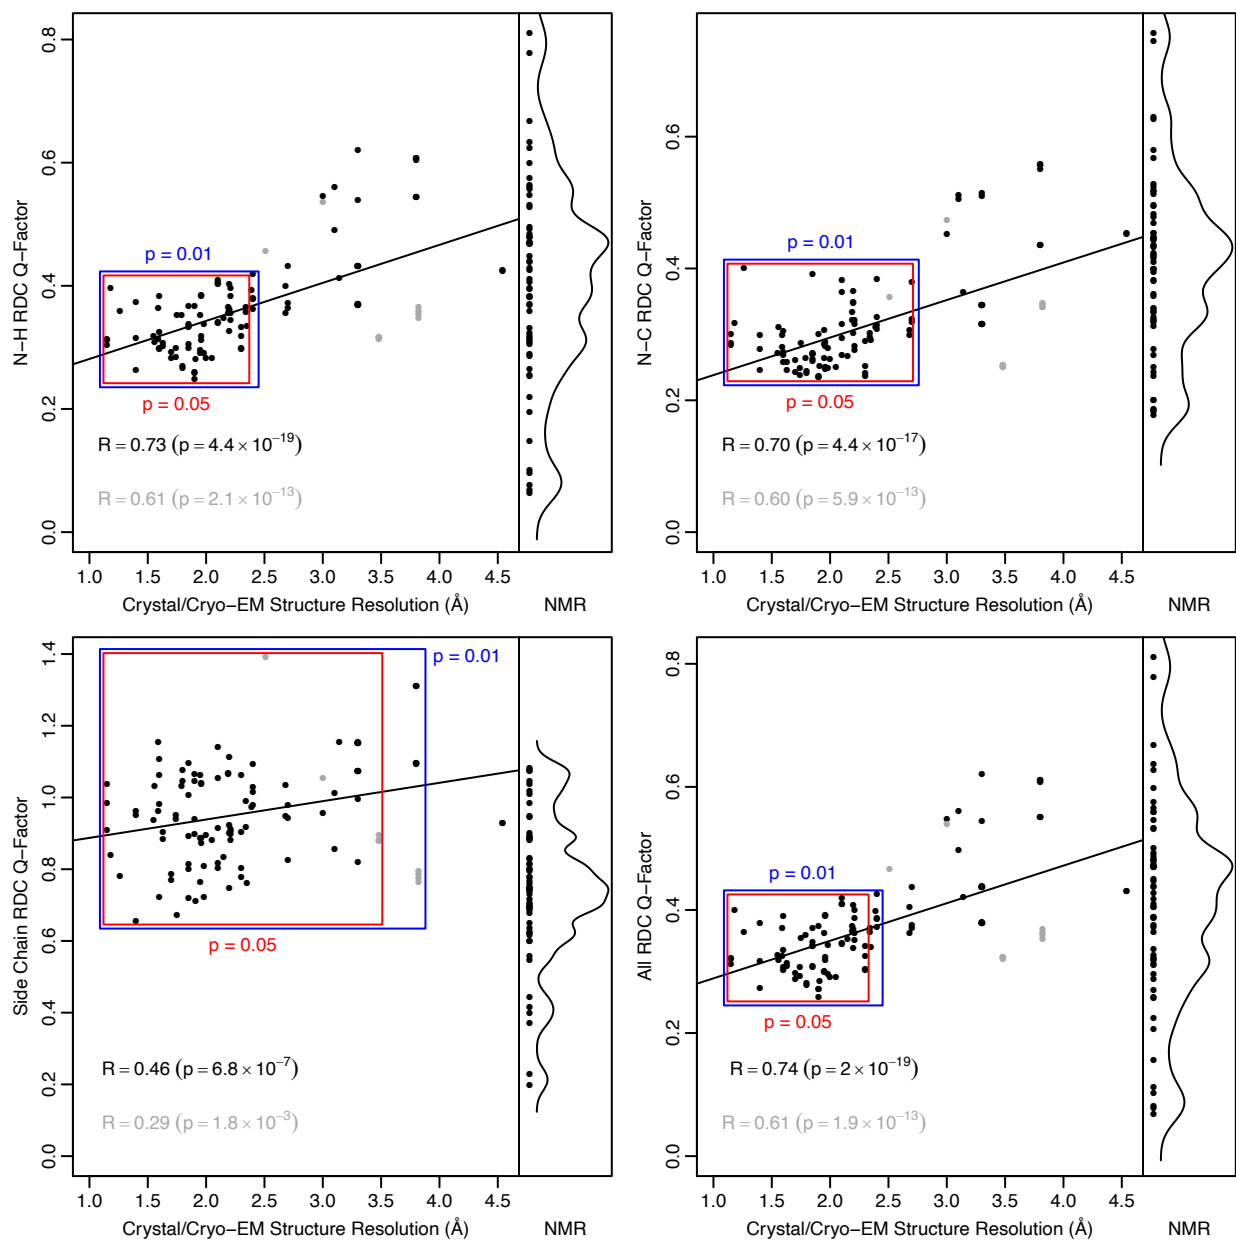 N−H RDC Q−Factor
0.8
0.6
0.4
0.2
0.0
p = 0.01
p = 0.05
R = 0.73 (p = 4.4 × 10⁻¹⁹)
R = 0.61 (p = 2.1 × 10⁻¹³)
1.0 1.5 2.0 2.5 3.0 3.5 4.0 4.5
Crystal/Cryo−EM Structure Resolution (Å) NMR
N−C RDC Q−Factor
0.6
0.4
0.2
0.0
p = 0.01
p = 0.05
R = 0.70 (p = 4.4 × 10⁻¹⁷)
R = 0.60 (p = 5.9 × 10⁻¹³)
1.0 1.5 2.0 2.5 3.0 3.5 4.0 4.5
Crystal/Cryo−EM Structure Resolution (Å) NMR
Side Chain RDC Q−Factor
1.4
1.2
1.0
0.8
0.6
0.4
0.2
0.0
p = 0.01
p = 0.05
R = 0.46 (p = 6.8 × 10⁻⁷)
R = 0.29 (p = 1.8 × 10⁻³)
1.0 1.5 2.0 2.5 3.0 3.5 4.0 4.5
Crystal/Cryo−EM Structure Resolution (Å) NMR
All RDC Q−Factor
0.8
0.6
0.4
0.2
0.0
p = 0.01
p = 0.05
R = 0.74 (p = 2 × 10⁻¹⁹)
R = 0.61 (p = 1.9 × 10⁻¹³)
1.0 1.5 2.0 2.5 3.0 3.5 4.0 4.5
Crystal/Cryo−EM Structure Resolution (Å) NMR